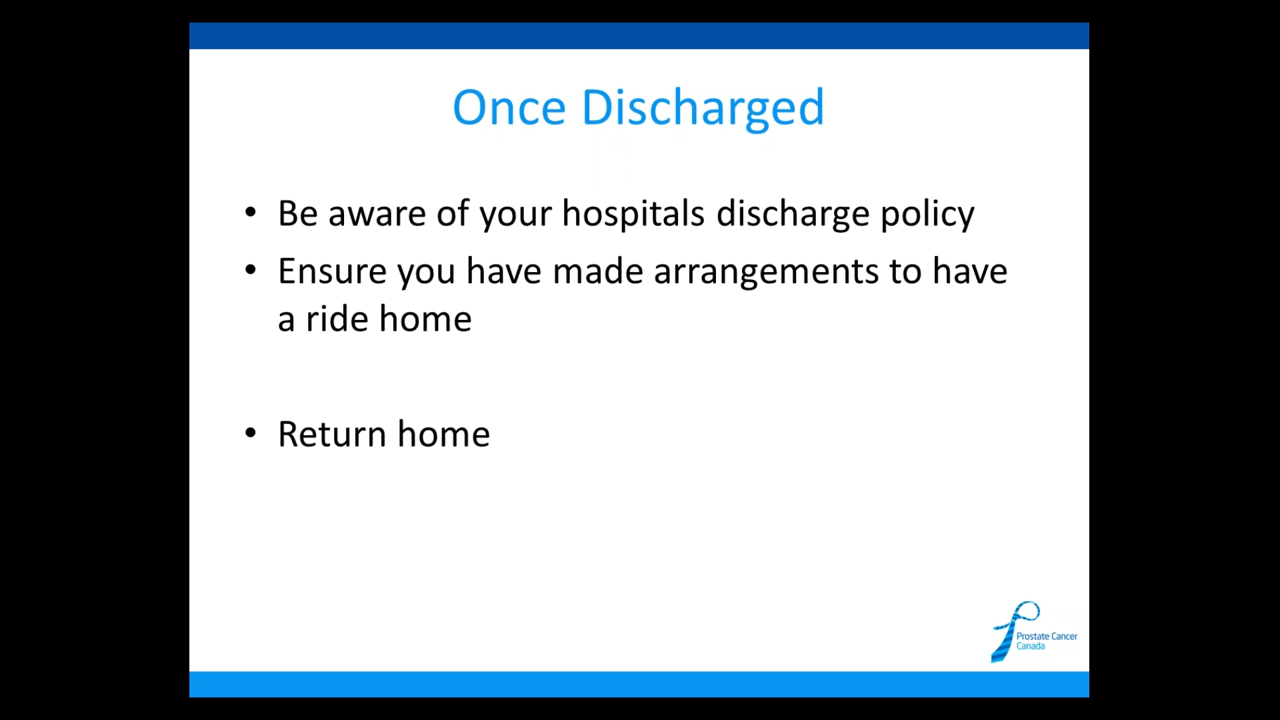 Once Discharged
• Be aware of your hospitals discharge policy
• Ensure you have made arrangements to have
a ride home
• Return home
Prostate Cancer
Canada